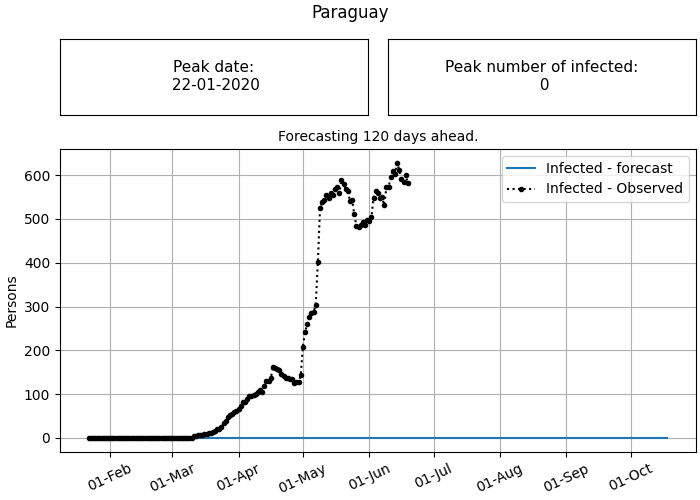 Paraguay
Peak date:
22-01-2020
Peak number of infected:
0
Forecasting 120 days ahead.
Infected - forecast
Infected - Observed
Persons
600
500
400
300
200
100
0
01-Feb
01-Mar
01-Apr
01-May
01-Jun
01-Jul
01-Aug
01-Sep
01-Oct